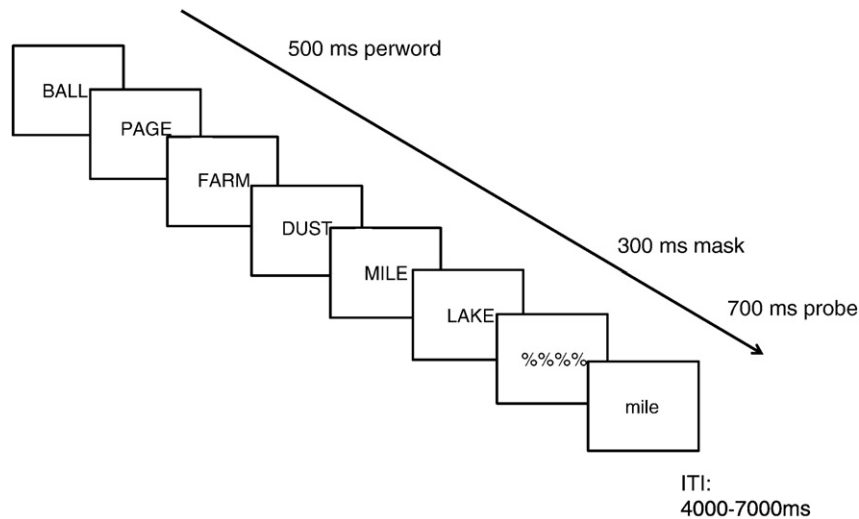 500 ms perword
BALL
PAGE
FARM
DUST
MILE
300 ms mask
LAKE
700 ms probe
%%%%
mile
ITI:
4000-7000ms